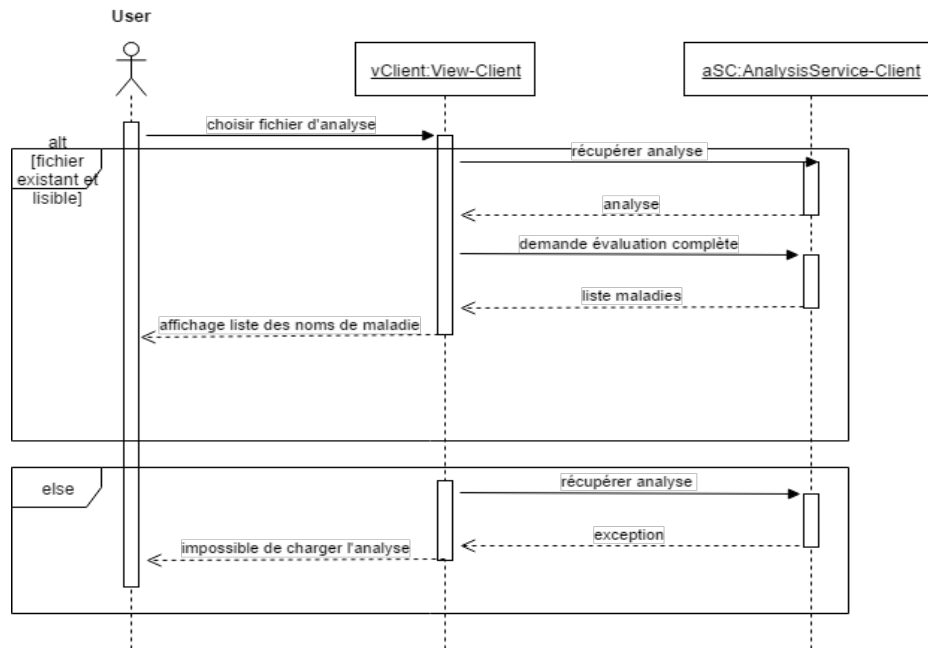 User
vClient:View-Client
aSC:AnalysisService-Client
choisir fichier d'analyse
alt
[fichier
existant et
lisible]
récupérer analyse
analyse
demande évaluation complète
liste maladies
affichage liste des noms de maladie
else
récupérer analyse
exception
impossible de charger l'analyse